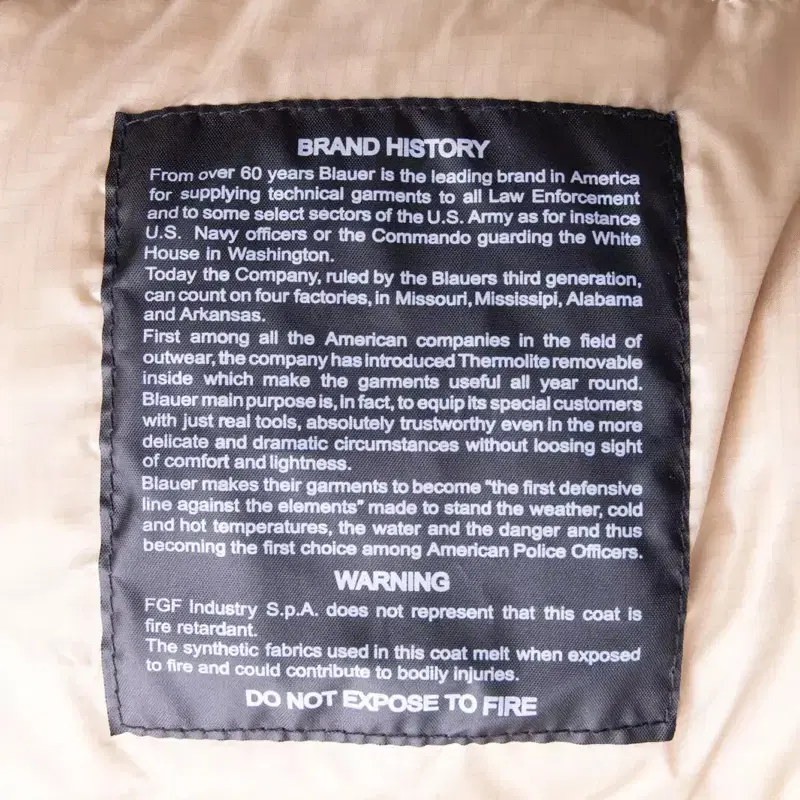 BRAND HISTORY
From over 60 years Blauer is the leading brand in America
for supplying technical garments to all Law Enforcement
and to some select sectors of the U.S. Army as for instance
U.S. Navy officers or the Commando guarding the White
House in Washington.
Today the Company, ruled by the Blauers third generation,
can count on four factories, in Missouri, Mississipi, Alabama
and Arkansas.
First among all the American companies in the field of
outwear, the company has introduced Thermolite removable
inside which make the garments useful all year round.
Blauer main purpose is, in fact, to equip its special customers
with just real tools, absolutely trustworthy even in the more
delicate and dramatic circumstances without loosing sight
of comfort and lightness.
Blauer makes their garments to become "the first defensive
line against the elements" made to stand the weather, cold
and hot temperatures, the water and the danger and thus
becoming the first choice among American Police Officers.
WARNING
FGF Industry S.p.A. does not represent that this coat is
fire retardant.
The synthetic fabrics used in this coat melt when exposed
to fire and could contribute to bodily injuries.
DO NOT EXPOSE TO FIRE